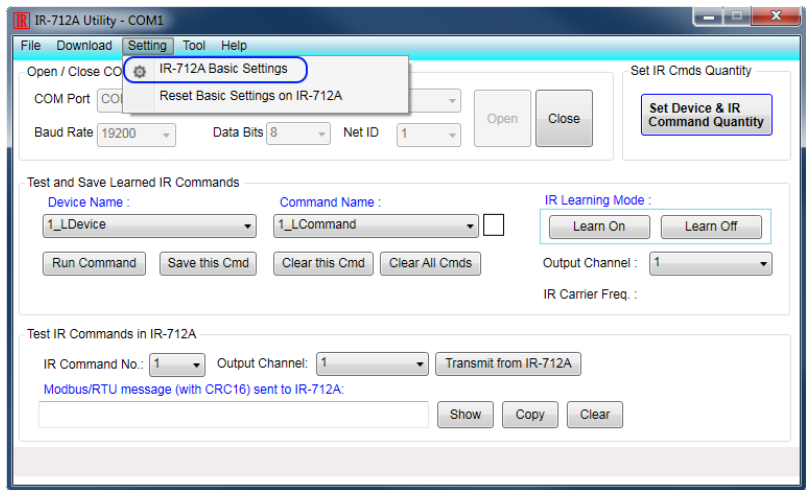 IR IR-712A Utility - COM1
File Download Setting Tool Help
IR-712A Basic Settings
Reset Basic Settings on IR-712A
Open / Close CO
Set IR Cmds Quantity
COM Port CO
Open Close
Set Device & IR
Command Quantity
Baud Rate 19200 Data Bits 8 Net ID 1
Test and Save Learned IR Commands
Device Name : Command Name : IR Learning Mode :
1_LDevice 1_LCommand Learn On Learn Off
Run Command Save this Cmd Clear this Cmd Clear All Cmds Output Channel : 1
IR Carrier Freq. :
Test IR Commands in IR-712A
IR Command No.: 1 Output Channel: 1 Transmit from IR-712A
Modbus/RTU message (with CRC16) sent to IR-712A:
Show Copy Clear